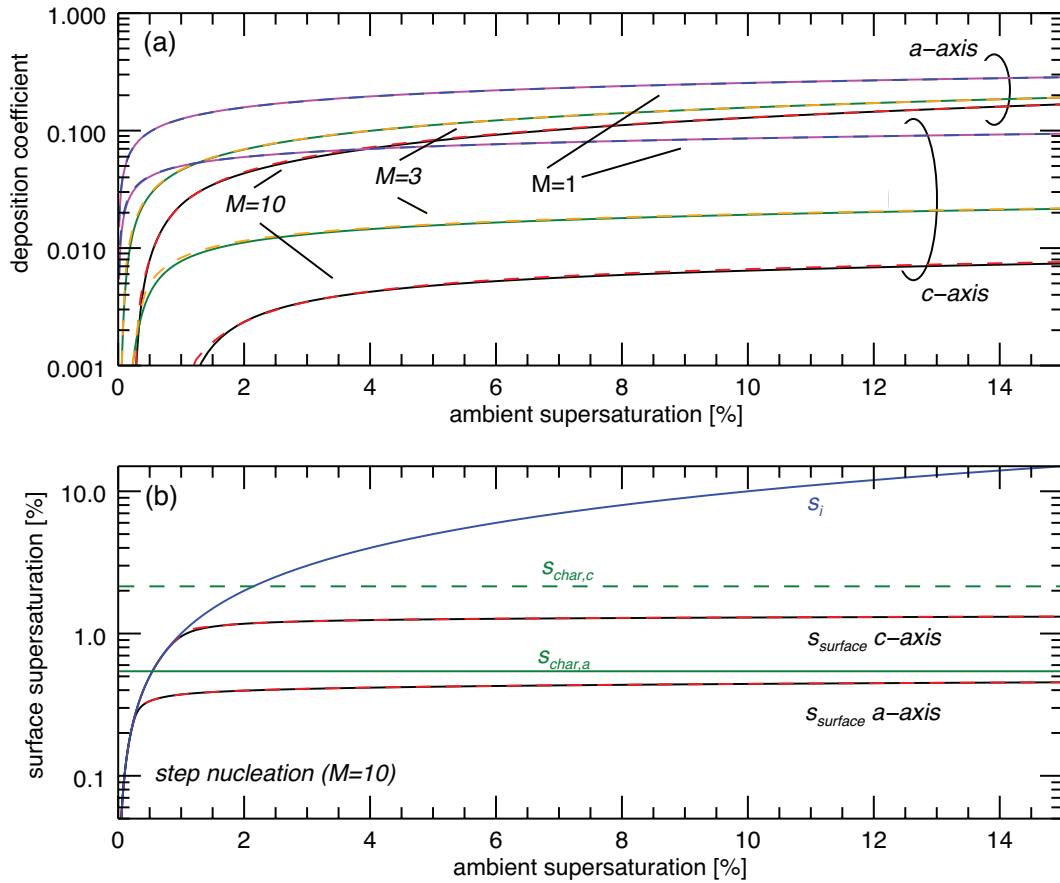 (a)
a−axis
1.000
0.100
0.010
0.001
deposition coefficient
M=10
M=3
M=1
c−axis
0 2 4 6 8 10 12 14
ambient supersaturation [%]
(b)
s_i
10.0
1.0
0.1
surface supersaturation [%]
s_char,c
s_surface c−axis
s_char,a
s_surface a−axis
step nucleation (M=10)
0 2 4 6 8 10 12 14
ambient supersaturation [%]